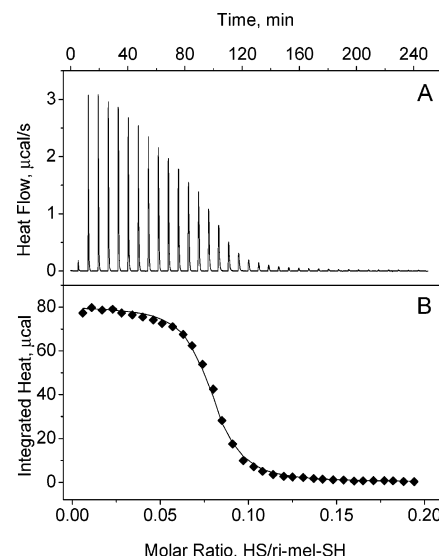 Time, min
0 40 80 120 160 200 240
A
3
2
1
0
Heat Flow, μcal/s
B
80
60
40
20
0
Integrated Heat, μcal
0.00 0.05 0.10 0.15 0.20
Molar Ratio, HS/ri-mel-SH